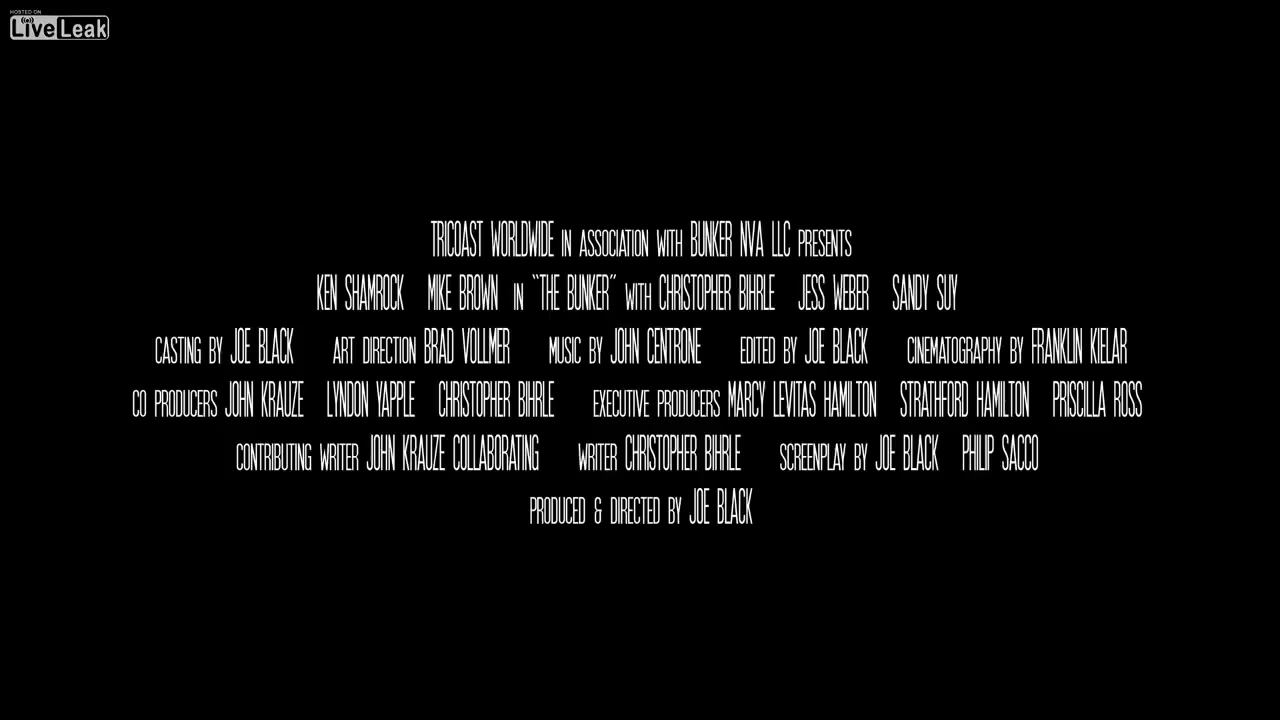 HOSTED ON
LiveLeak
TRICOAST WORLDWIDE IN ASSOCIATION WITH BUNKER NVA LLC PRESENTS
KEN SHAMROCK MIKE BROWN IN "THE BUNKER" WITH CHRISTOPHER BIHRLE JESS WEBER SANDY SUY
CASTING BY JOE BLACK ART DIRECTION BRAD VOLLMER MUSIC BY JOHN CENTRONE EDITED BY JOE BLACK CINEMATOGRAPHY BY FRANKLIN KIELAR
CO PRODUCERS JOHN KRAUZE LYNDON YAPPLE CHRISTOPHER BIHRLE EXECUTIVE PRODUCERS MARCY LEVITAS HAMILTON STRATHFORD HAMILTON PRISCILLA ROSS
CONTRIBUTING WRITER JOHN KRAUZE COLLABORATING WRITER CHRISTOPHER BIHRLE SCREENPLAY BY JOE BLACK PHILIP SACCO
PRODUCED & DIRECTED BY JOE BLACK